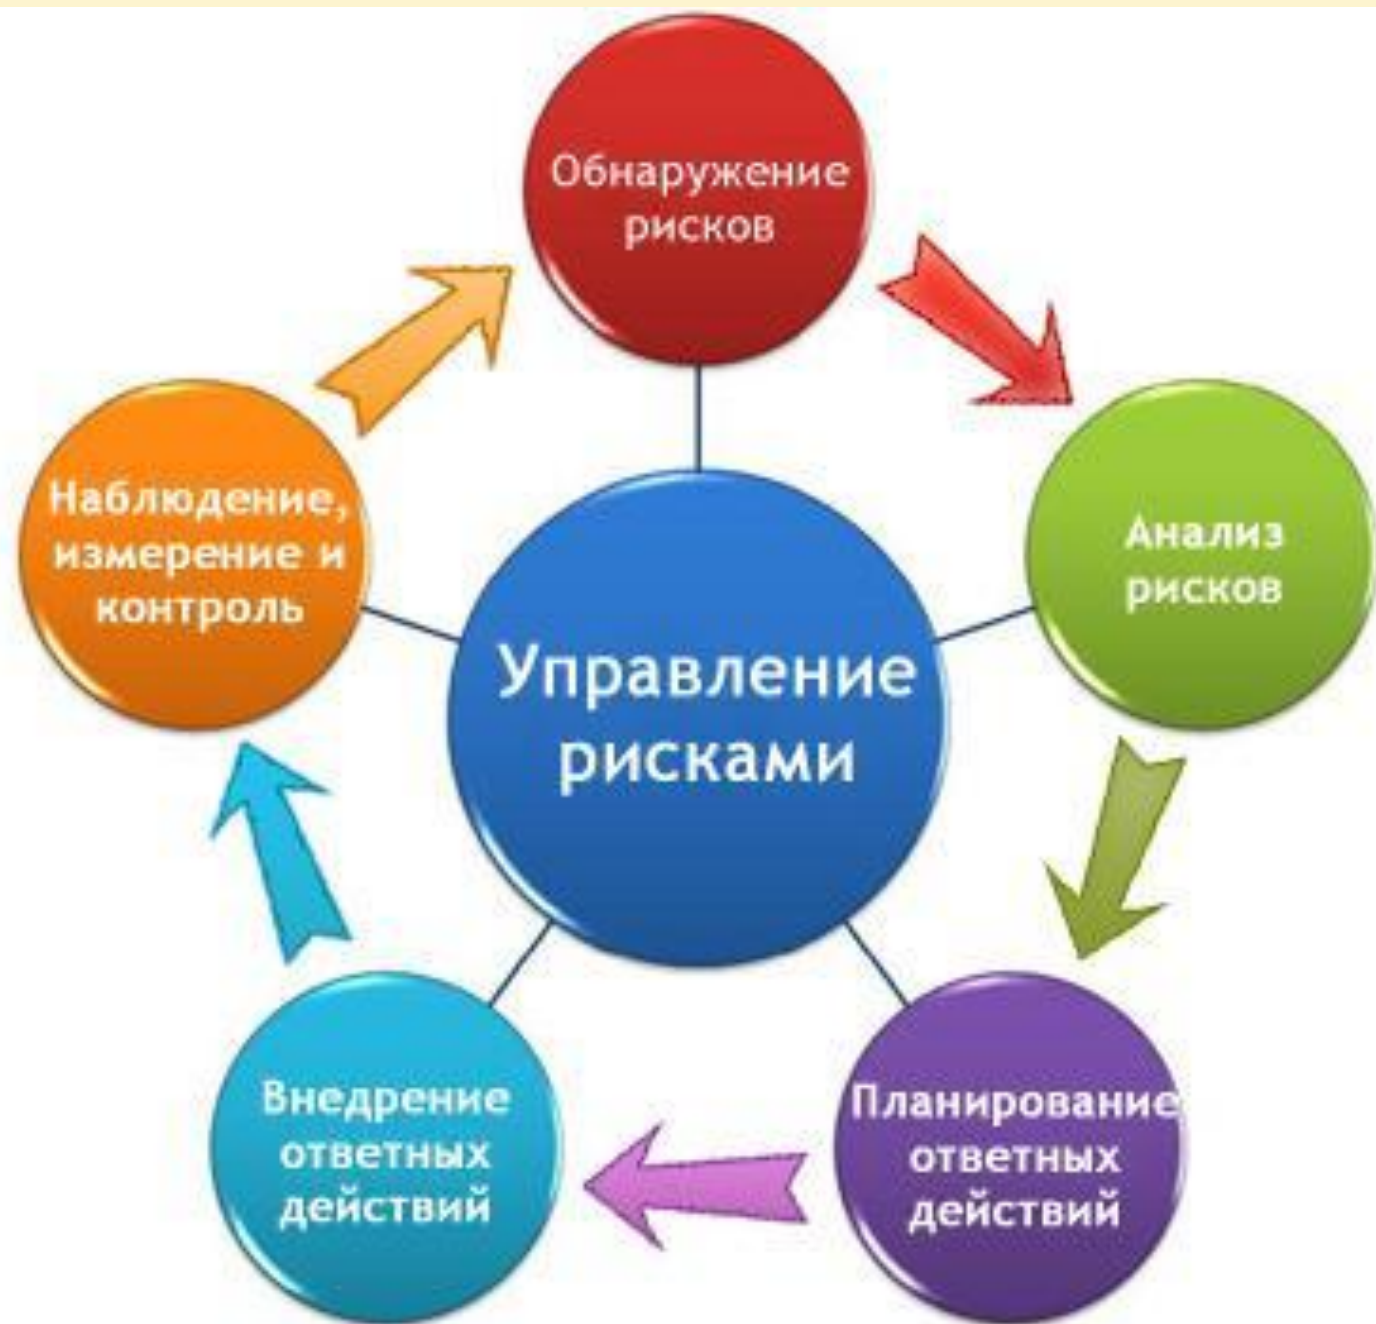 Обнаружение
рисков
Анализ
рисков
Планирование
ответных
действий
Внедрение
ответных
действий
Наблюдение,
измерение и
контроль
Управление
рисками